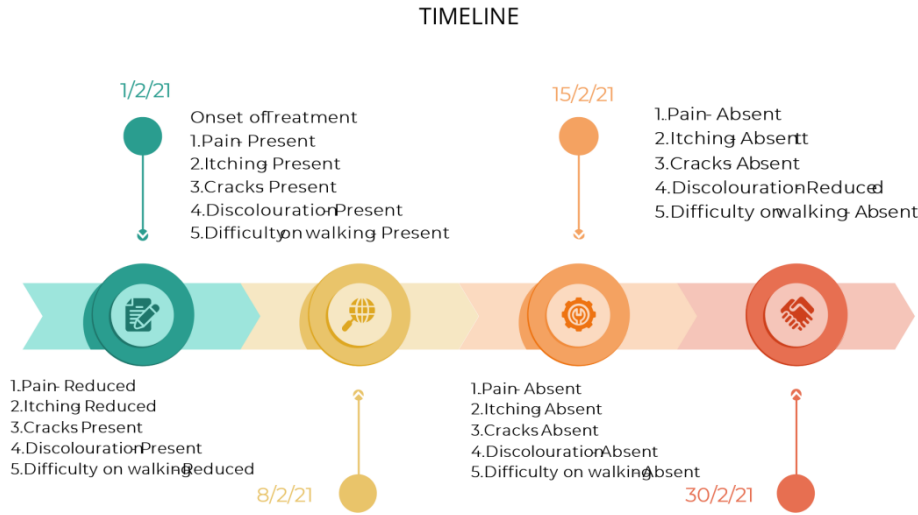 TIMELINE
1/2/21
Onset ofTreatment
1.Pain- Present
2.Itching- Present
3.Cracks- Present
4.Discolouration-Present
5.Difficulty on walking- Present
1.Pain- Reduced
2.Itching- Reduced
3.Cracks Present
4.Discolouration-Present
5.Difficulty on walking-Reduced
8/2/21
15/2/21
1.Pain- Absent
2.Itching- Absentt
3.Cracks- Absent
4.Discolouration-Reduced
5.Difficulty on walking- Absent
1.Pain- Absent
2.Itching- Absent
3.Cracks Absent
4.Discolouration-Absent
5.Difficulty on walking-Absent
30/2/21